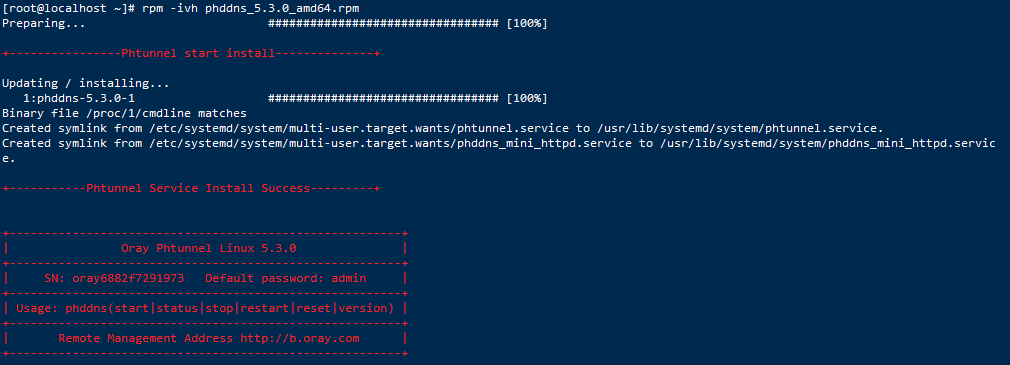 [root@localhost ~]# rpm -ivh phddns_5.3.0_amd64.rpm
Preparing...                          ################################# [100%]
+----------------Phtunnel start install--------------+
Updating / installing...
   1:phddns-5.3.0-1                   ################################# [100%]
Binary file /proc/1/cmdline matches
Created symlink from /etc/systemd/system/multi-user.target.wants/phtunnel.service to /usr/lib/systemd/system/phtunnel.service.
Created symlink from /etc/systemd/system/multi-user.target.wants/phddns_mini_httpd.service to /usr/lib/systemd/system/phddns_mini_httpd.servic
e.
+-----------Phtunnel Service Install Success---------+
+--------------------------------------------------------+
|                Oray Phtunnel Linux 5.3.0               |
+--------------------------------------------------------+
|     SN: oray6882f7291973   Default password: admin     |
+--------------------------------------------------------+
| Usage: phddns(start|status|stop|restart|reset|version) |
+--------------------------------------------------------+
|       Remote Management Address http://b.oray.com      |
+--------------------------------------------------------+